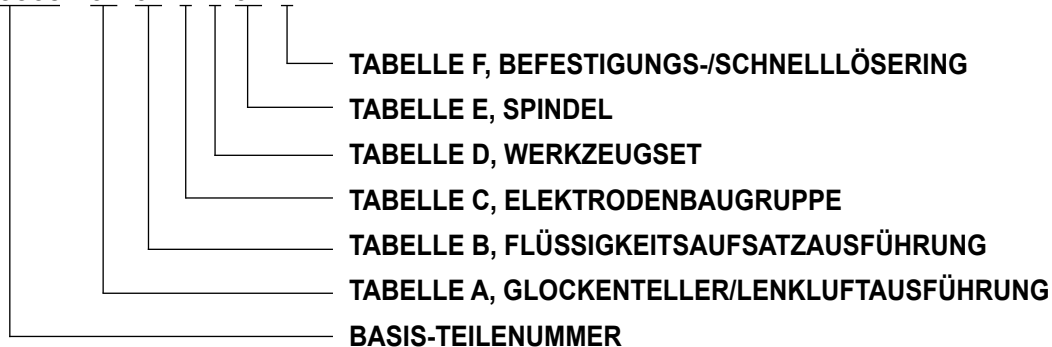 TABELLE F, BEFESTIGUNGS-/SCHNELLLÖSERING
TABELLE E, SPINDEL
TABELLE D, WERKZEUGSET
TABELLE C, ELEKTRODENBAUGRUPPE
TABELLE B, FLÜSSIGKEITSAUFSATZAUSFÜHRUNG
TABELLE A, GLOCKENTELLER/LENKLUFTAUSFÜHRUNG
BASIS-TEILENUMMER